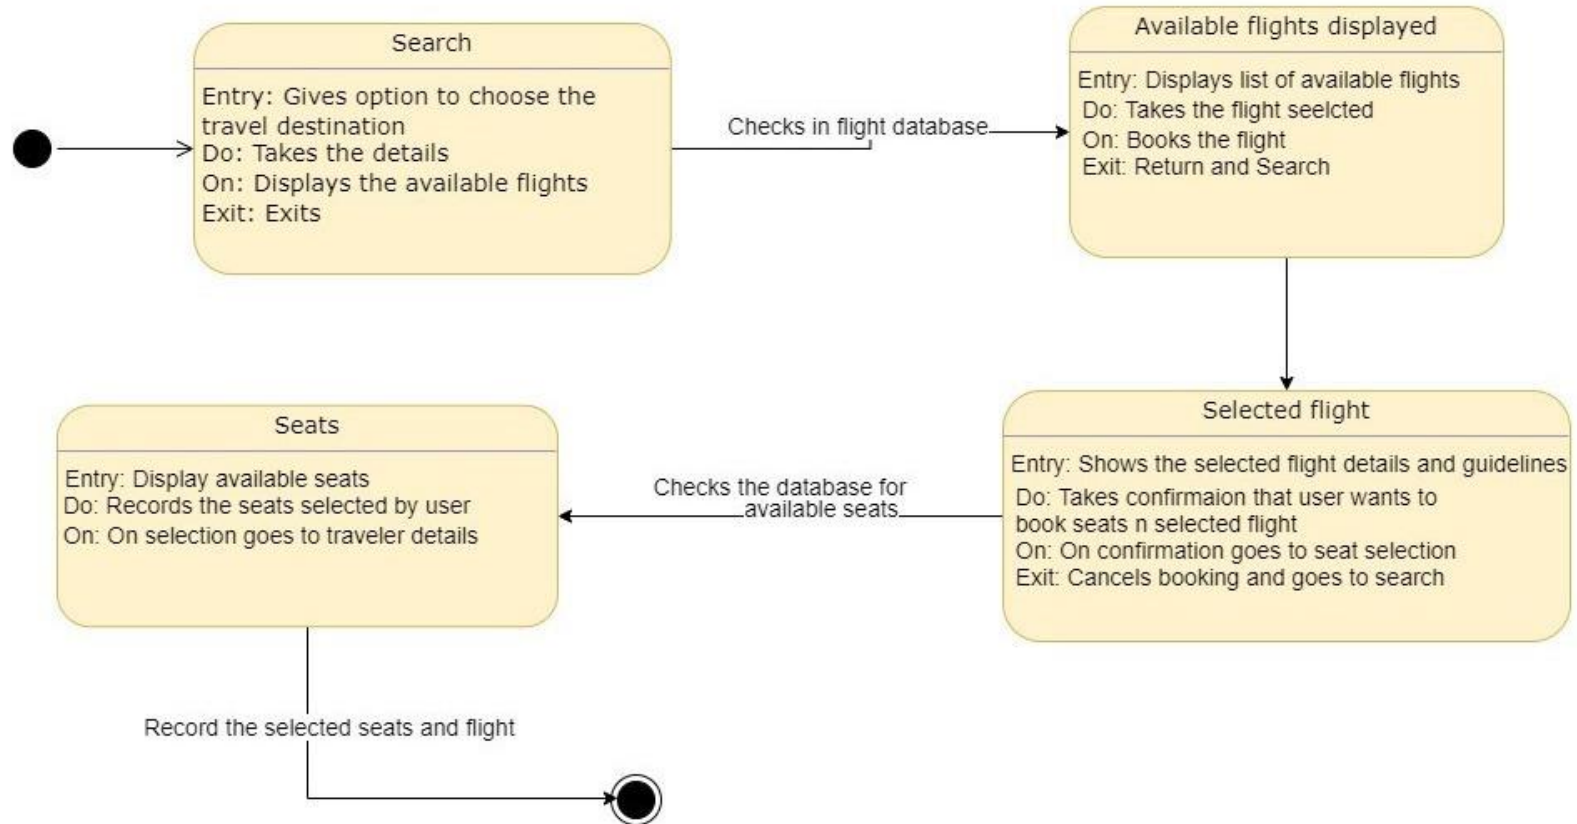 Search
Entry: Gives option to choose the
travel destination
Do: Takes the details
On: Displays the available flights
Exit: Exits
Checks in flight database
Available flights displayed
Entry: Displays list of available flights
Do: Takes the flight seelcted
On: Books the flight
Exit: Return and Search
Selected flight
Entry: Shows the selected flight details and guidelines
Do: Takes confirmaion that user wants to
book seats n selected flight
On: On confirmation goes to seat selection
Exit: Cancels booking and goes to search
Checks the database for
available seats
Seats
Entry: Display available seats
Do: Records the seats selected by user
On: On selection goes to traveler details
Record the selected seats and flight